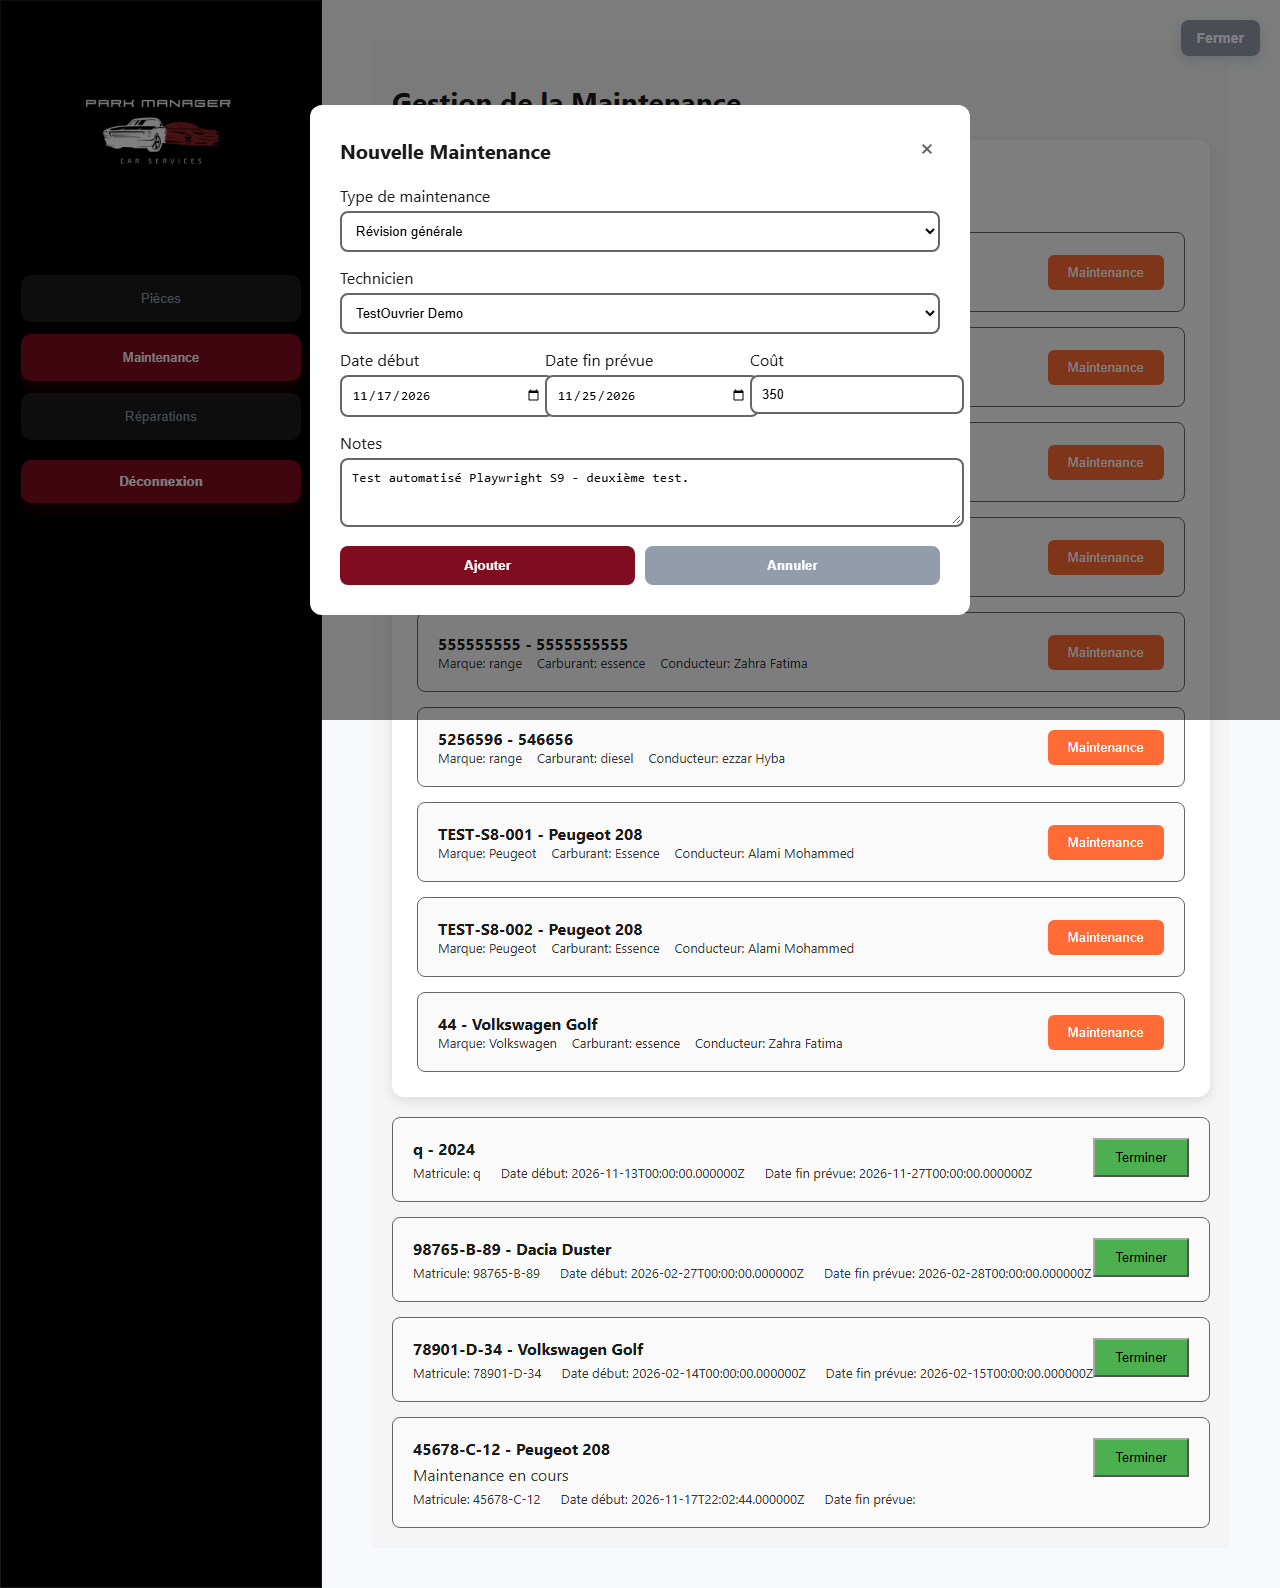 PARK MANAGER
CAR SERVICES
Pièces
Maintenance
Réparations
Déconnexion
Fermer
Gestion de la Maintenance
Nouvelle Maintenance
×
Type de maintenance
Révision générale
Technicien
TestOuvrier Demo
Date début
Date fin prévue
Coût
11/17/2026
11/25/2026
350
Notes
Test automatisé Playwright S9 - deuxième test.
Ajouter
Annuler
Maintenance
Maintenance
Maintenance
Maintenance
555555555 - 5555555555
Marque: range Carburant: essence Conducteur: Zahra Fatima
Maintenance
5256596 - 546656
Marque: range Carburant: diesel Conducteur: ezzar Hyba
Maintenance
TEST-S8-001 - Peugeot 208
Marque: Peugeot Carburant: Essence Conducteur: Alami Mohammed
Maintenance
TEST-S8-002 - Peugeot 208
Marque: Peugeot Carburant: Essence Conducteur: Alami Mohammed
Maintenance
44 - Volkswagen Golf
Marque: Volkswagen Carburant: essence Conducteur: Zahra Fatima
Maintenance
q - 2024
Matricule: q Date début: 2026-11-13T00:00:00.000000Z Date fin prévue: 2026-11-27T00:00:00.000000Z
Terminer
98765-B-89 - Dacia Duster
Matricule: 98765-B-89 Date début: 2026-02-27T00:00:00.000000Z Date fin prévue: 2026-02-28T00:00:00.000000Z
Terminer
78901-D-34 - Volkswagen Golf
Matricule: 78901-D-34 Date début: 2026-02-14T00:00:00.000000Z Date fin prévue: 2026-02-15T00:00:00.000000Z
Terminer
45678-C-12 - Peugeot 208
Maintenance en cours
Matricule: 45678-C-12 Date début: 2026-11-17T22:02:44.000000Z Date fin prévue:
Terminer